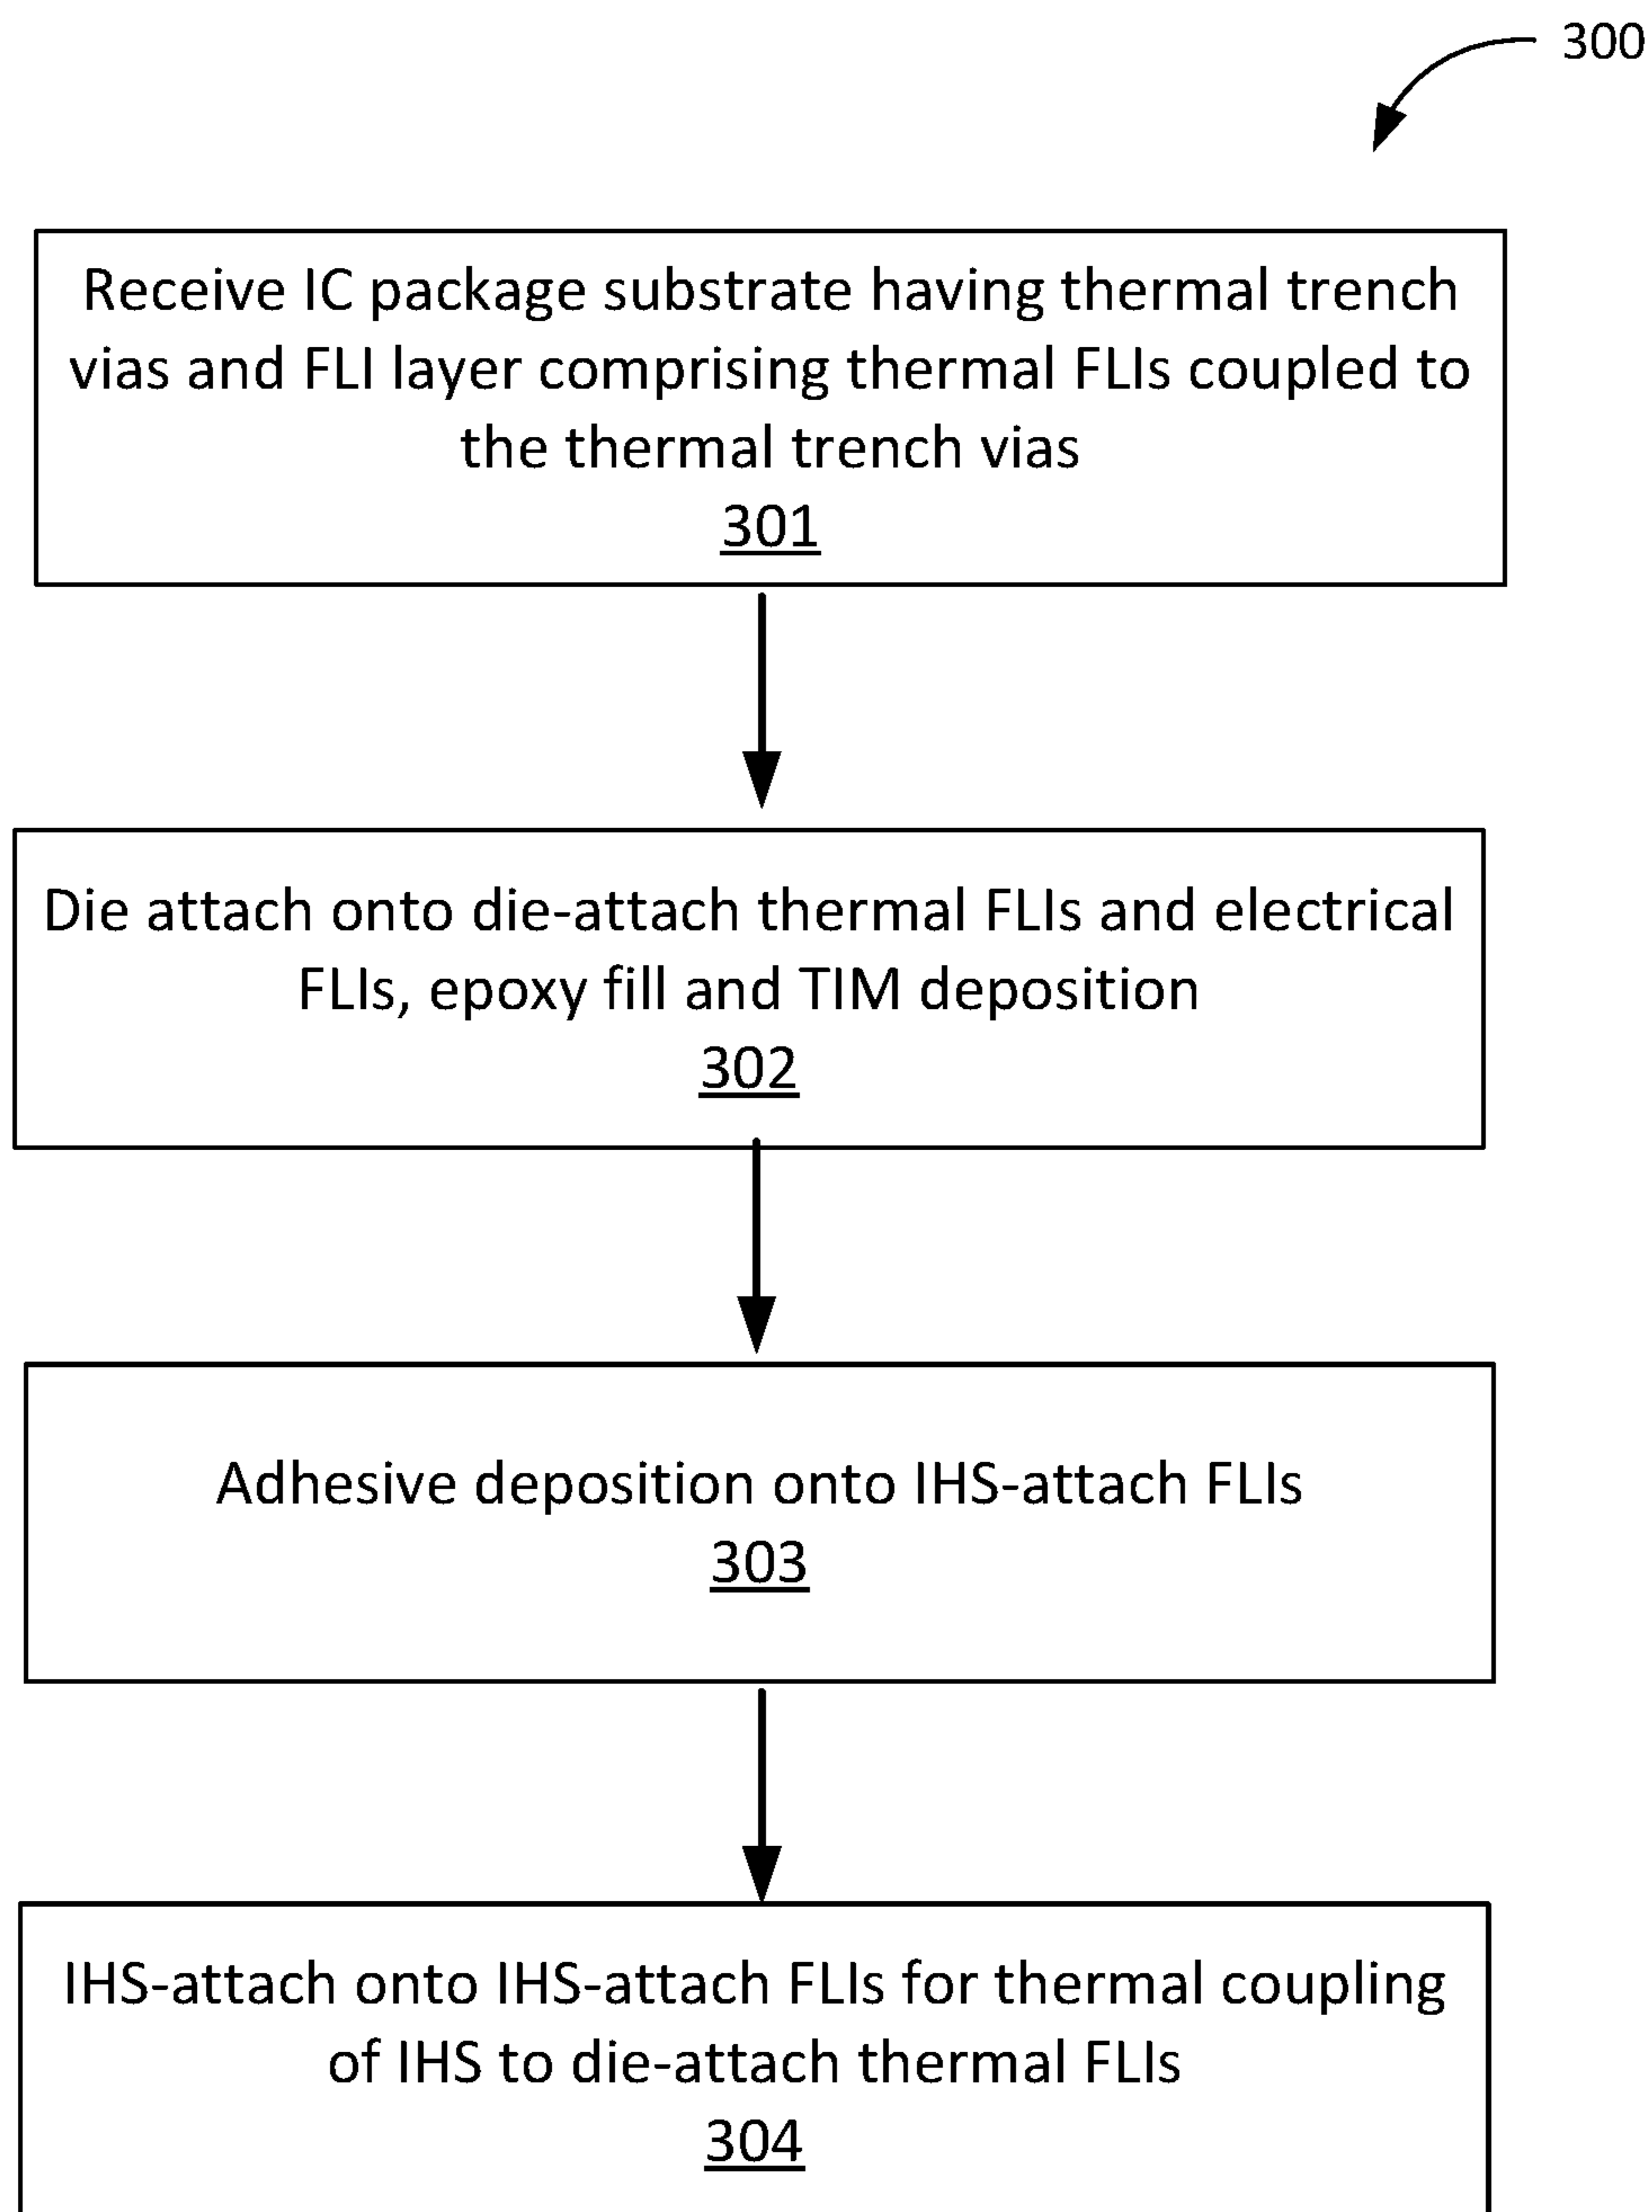 300
Receive IC package substrate having thermal trench
vias and FLI layer comprising thermal FLIs coupled to
the thermal trench vias
301
Die attach onto die-attach thermal FLIs and electrical
FLIs, epoxy fill and TIM deposition
302
Adhesive deposition onto IHS-attach FLIs
303
IHS-attach onto IHS-attach FLIs for thermal coupling
of IHS to die-attach thermal FLIs
304